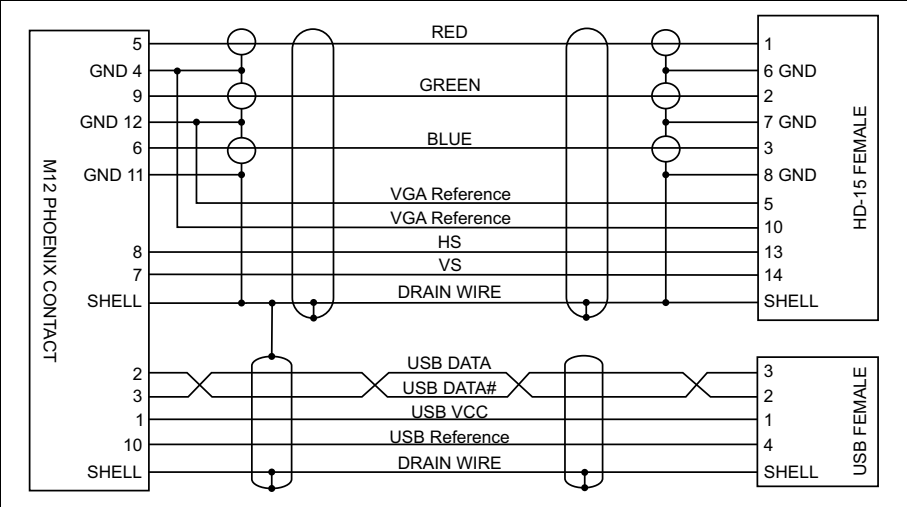 M12 PHOENIX CONTACT
5 RED 1
GND 4 6 GND
9 GREEN 2
GND 12 7 GND
6 BLUE 3
GND 11 8 GND
VGA Reference 5
VGA Reference 10
8 HS 13
7 VS 14
SHELL DRAIN WIRE SHELL
HD-15 FEMALE
2 USB DATA 3
3 USB DATA# 2
1 USB VCC 1
10 USB Reference 4
SHELL DRAIN WIRE SHELL
USB FEMALE